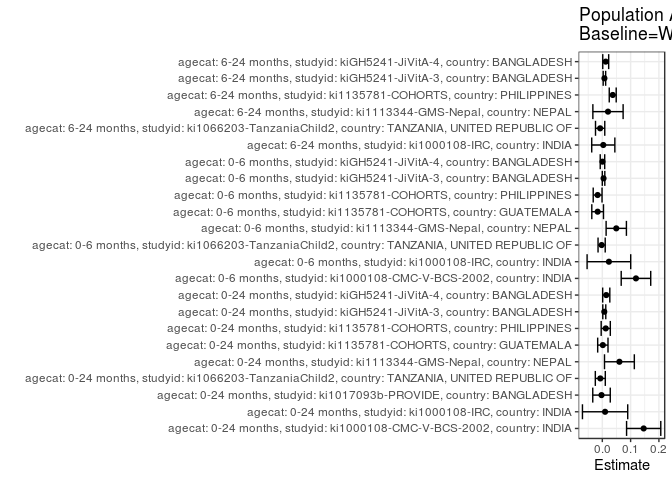 Population
Baseline=W
agecat: 6-24 months, studyid: kiGH5241-JiVitA-4, country: BANGLADESH
agecat: 6-24 months, studyid: kiGH5241-JiVitA-3, country: BANGLADESH
agecat: 6-24 months, studyid: ki1135781-COHORTS, country: PHILIPPINES
agecat: 6-24 months, studyid: ki1113344-GMS-Nepal, country: NEPAL
agecat: 6-24 months, studyid: ki1066203-TanzaniaChild2, country: TANZANIA, UNITED REPUBLIC OF
agecat: 6-24 months, studyid: ki1000108-IRC, country: INDIA
agecat: 0-6 months, studyid: kiGH5241-JiVitA-4, country: BANGLADESH
agecat: 0-6 months, studyid: kiGH5241-JiVitA-3, country: BANGLADESH
agecat: 0-6 months, studyid: ki1135781-COHORTS, country: PHILIPPINES
agecat: 0-6 months, studyid: ki1135781-COHORTS, country: GUATEMALA
agecat: 0-6 months, studyid: ki1113344-GMS-Nepal, country: NEPAL
agecat: 0-6 months, studyid: ki1066203-TanzaniaChild2, country: TANZANIA, UNITED REPUBLIC OF
agecat: 0-6 months, studyid: ki1000108-IRC, country: INDIA
agecat: 0-6 months, studyid: ki1000108-CMC-V-BCS-2002, country: INDIA
agecat: 0-24 months, studyid: kiGH5241-JiVitA-4, country: BANGLADESH
agecat: 0-24 months, studyid: kiGH5241-JiVitA-3, country: BANGLADESH
agecat: 0-24 months, studyid: ki1135781-COHORTS, country: PHILIPPINES
agecat: 0-24 months, studyid: ki1135781-COHORTS, country: GUATEMALA
agecat: 0-24 months, studyid: ki1113344-GMS-Nepal, country: NEPAL
agecat: 0-24 months, studyid: ki1066203-TanzaniaChild2, country: TANZANIA, UNITED REPUBLIC OF
agecat: 0-24 months, studyid: ki1017093b-PROVIDE, country: BANGLADESH
agecat: 0-24 months, studyid: ki1000108-IRC, country: INDIA
agecat: 0-24 months, studyid: ki1000108-CMC-V-BCS-2002, country: INDIA
0.0 0.1 0.2
Estimate